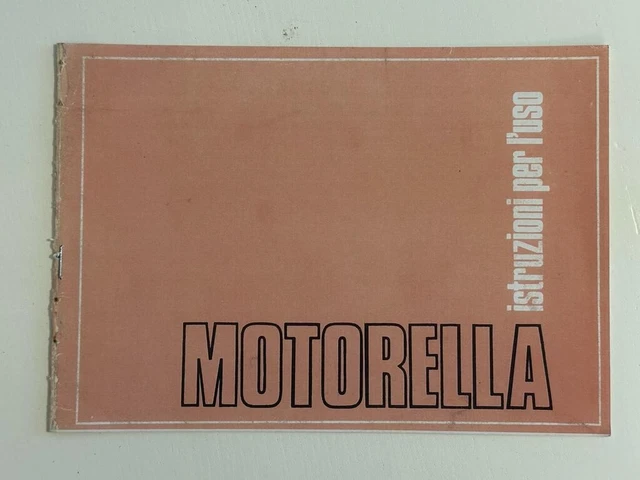 istruzioni per l'uso
MOTORELLA